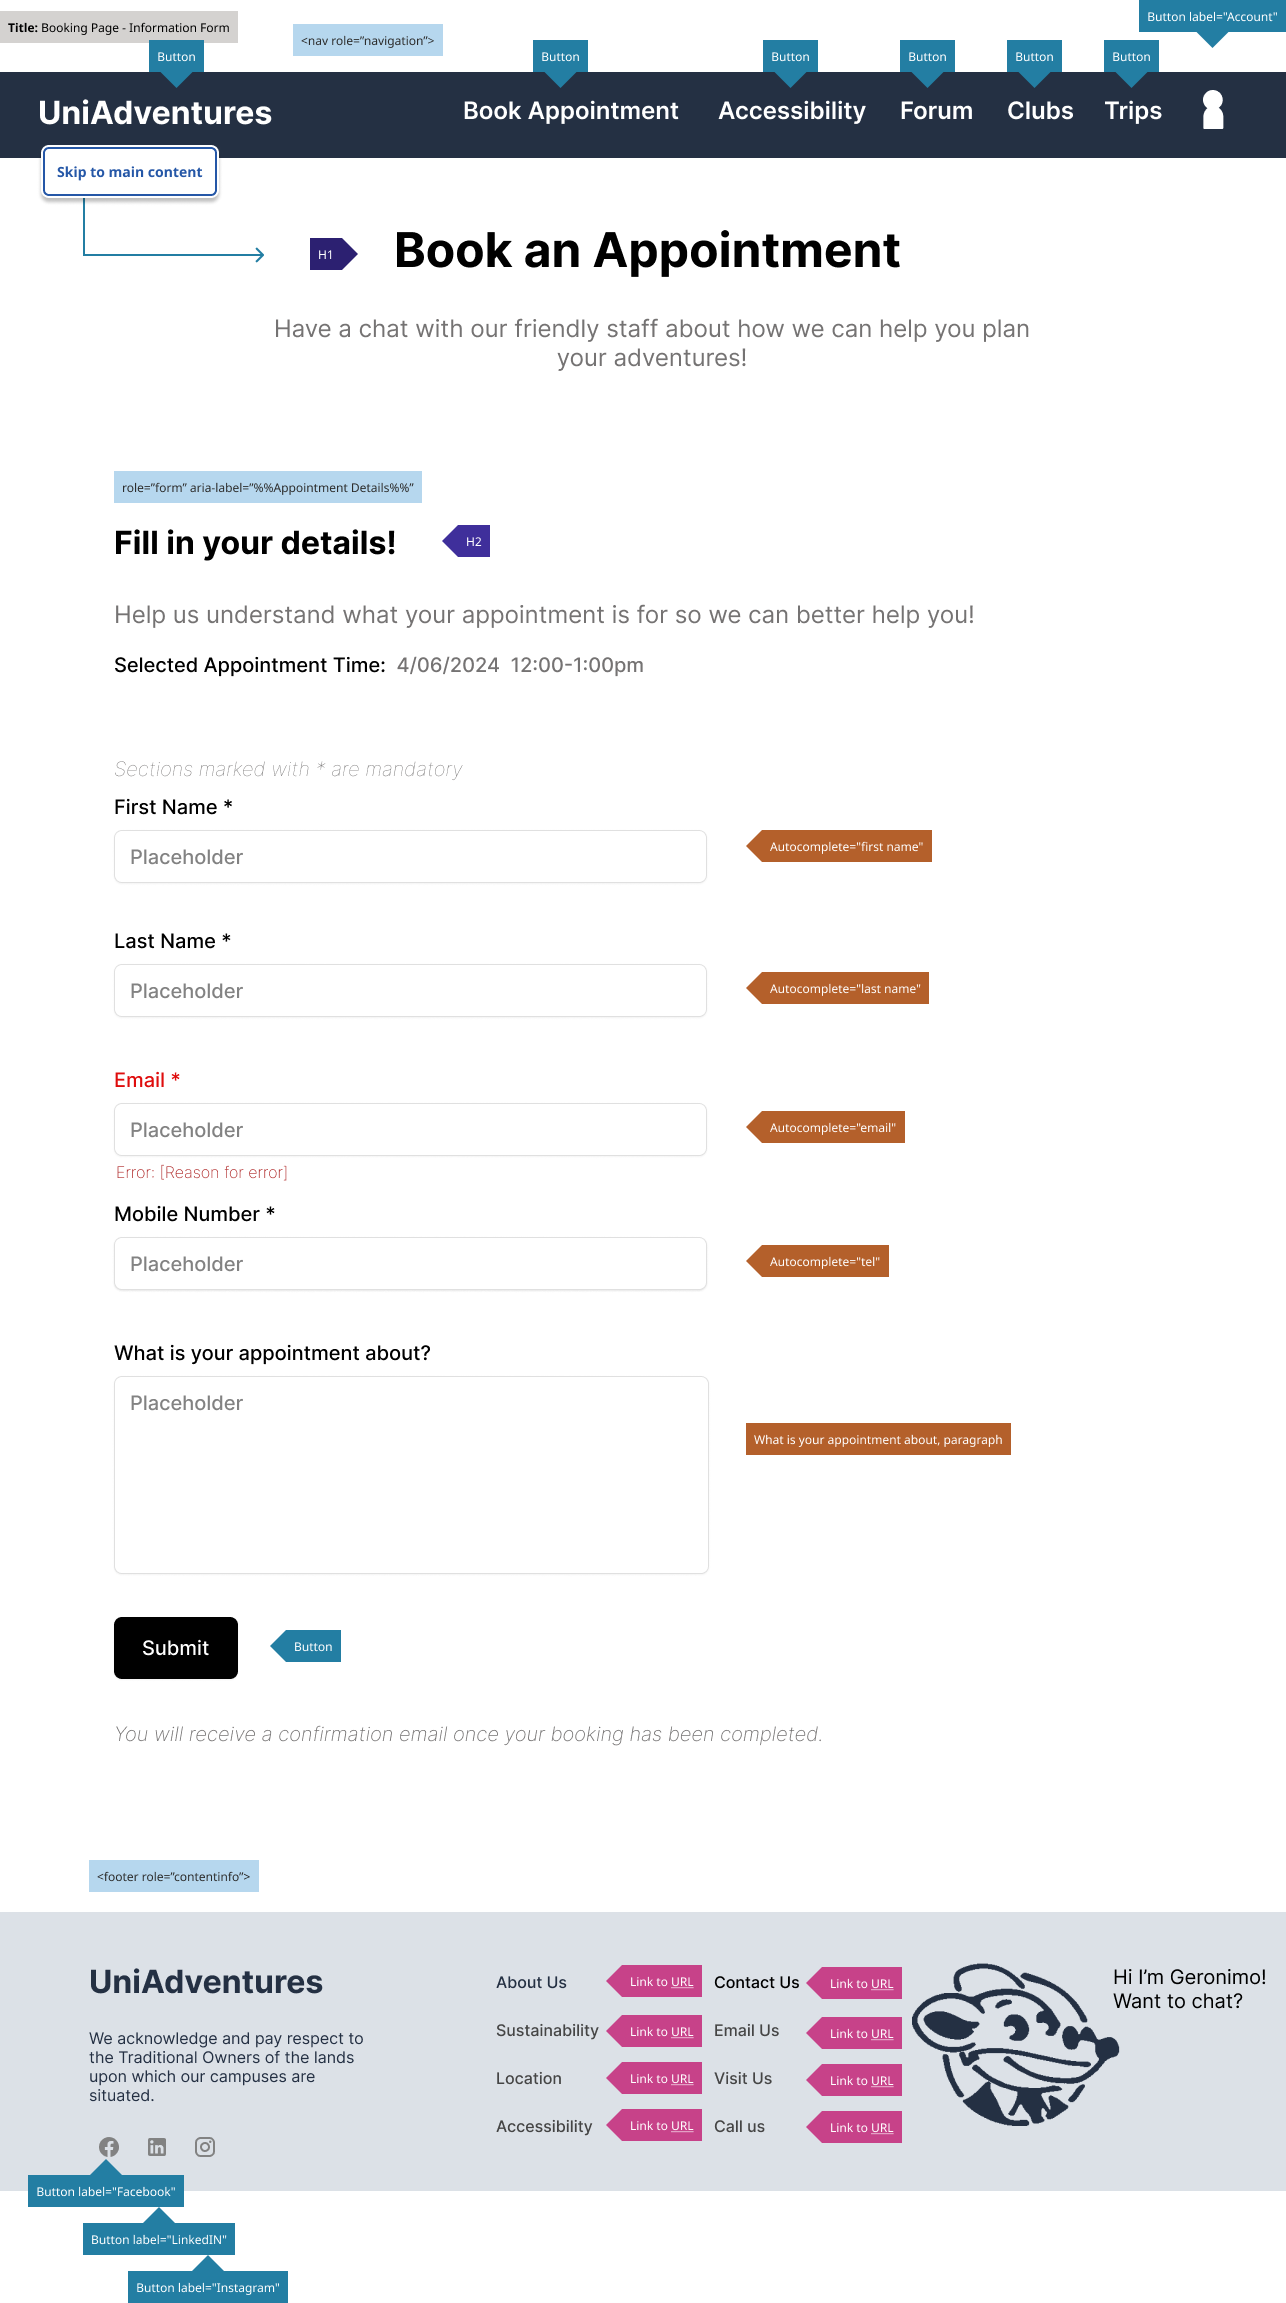 Title: Booking Page - Information Form
<nav role="navigation">
Button label="Account"
Button
Button
Button
Button
Button
Button
UniAdventures
Book Appointment
Accessibility
Forum
Clubs
Trips
Skip to main content
H1
Book an Appointment
Have a chat with our friendly staff about how we can help you plan
your adventures!
role="form" aria-label="%%Appointment Details%%"
Fill in your details!
H2
Help us understand what your appointment is for so we can better help you!
Selected Appointment Time: 4/06/2024 12:00-1:00pm
Sections marked with * are mandatory
First Name *
Placeholder
Autocomplete="first name"
Last Name *
Placeholder
Autocomplete="last name"
Email *
Placeholder
Autocomplete="email"
Error: [Reason for error]
Mobile Number *
Placeholder
Autocomplete="tel"
What is your appointment about?
Placeholder
What is your appointment about, paragraph
Submit
Button
You will receive a confirmation email once your booking has been completed.
<footer role="contentinfo">
UniAdventures
We acknowledge and pay respect to
the Traditional Owners of the lands
upon which our campuses are
situated.
About Us
Link to URL
Sustainability
Link to URL
Location
Link to URL
Accessibility
Link to URL
Contact Us
Link to URL
Email Us
Link to URL
Visit Us
Link to URL
Call us
Link to URL
Hi I'm Geronimo!
Want to chat?
Button label="Facebook"
Button label="LinkedIN"
Button label="Instagram"